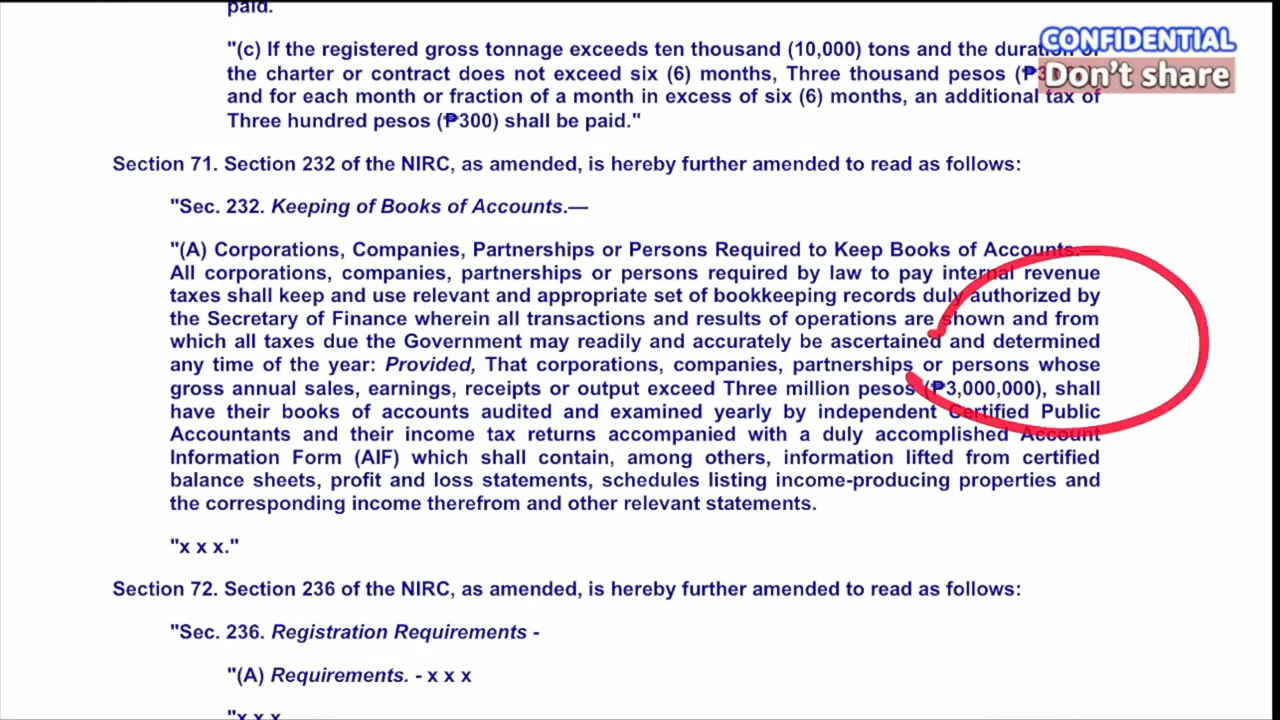 paid.
CONFIDENTIAL
Don't share
"(c) If the registered gross tonnage exceeds ten thousand (10,000) tons and the duration of
the charter or contract does not exceed six (6) months, Three thousand pesos (₱3
and for each month or fraction of a month in excess of six (6) months, an additional tax of
Three hundred pesos (₱300) shall be paid."
Section 71. Section 232 of the NIRC, as amended, is hereby further amended to read as follows:
"Sec. 232. Keeping of Books of Accounts.—
"(A) Corporations, Companies, Partnerships or Persons Required to Keep Books of Accounts.—
All corporations, companies, partnerships or persons required by law to pay internal revenue
taxes shall keep and use relevant and appropriate set of bookkeeping records duly authorized by
the Secretary of Finance wherein all transactions and results of operations are shown and from
which all taxes due the Government may readily and accurately be ascertained and determined
any time of the year: Provided, That corporations, companies, partnerships or persons whose
gross annual sales, earnings, receipts or output exceed Three million pesos (₱3,000,000), shall
have their books of accounts audited and examined yearly by independent Certified Public
Accountants and their income tax returns accompanied with a duly accomplished Account
Information Form (AIF) which shall contain, among others, information lifted from certified
balance sheets, profit and loss statements, schedules listing income-producing properties and
the corresponding income therefrom and other relevant statements.
"x x x."
Section 72. Section 236 of the NIRC, as amended, is hereby further amended to read as follows:
"Sec. 236. Registration Requirements -
"(A) Requirements. - x x x
"x x x